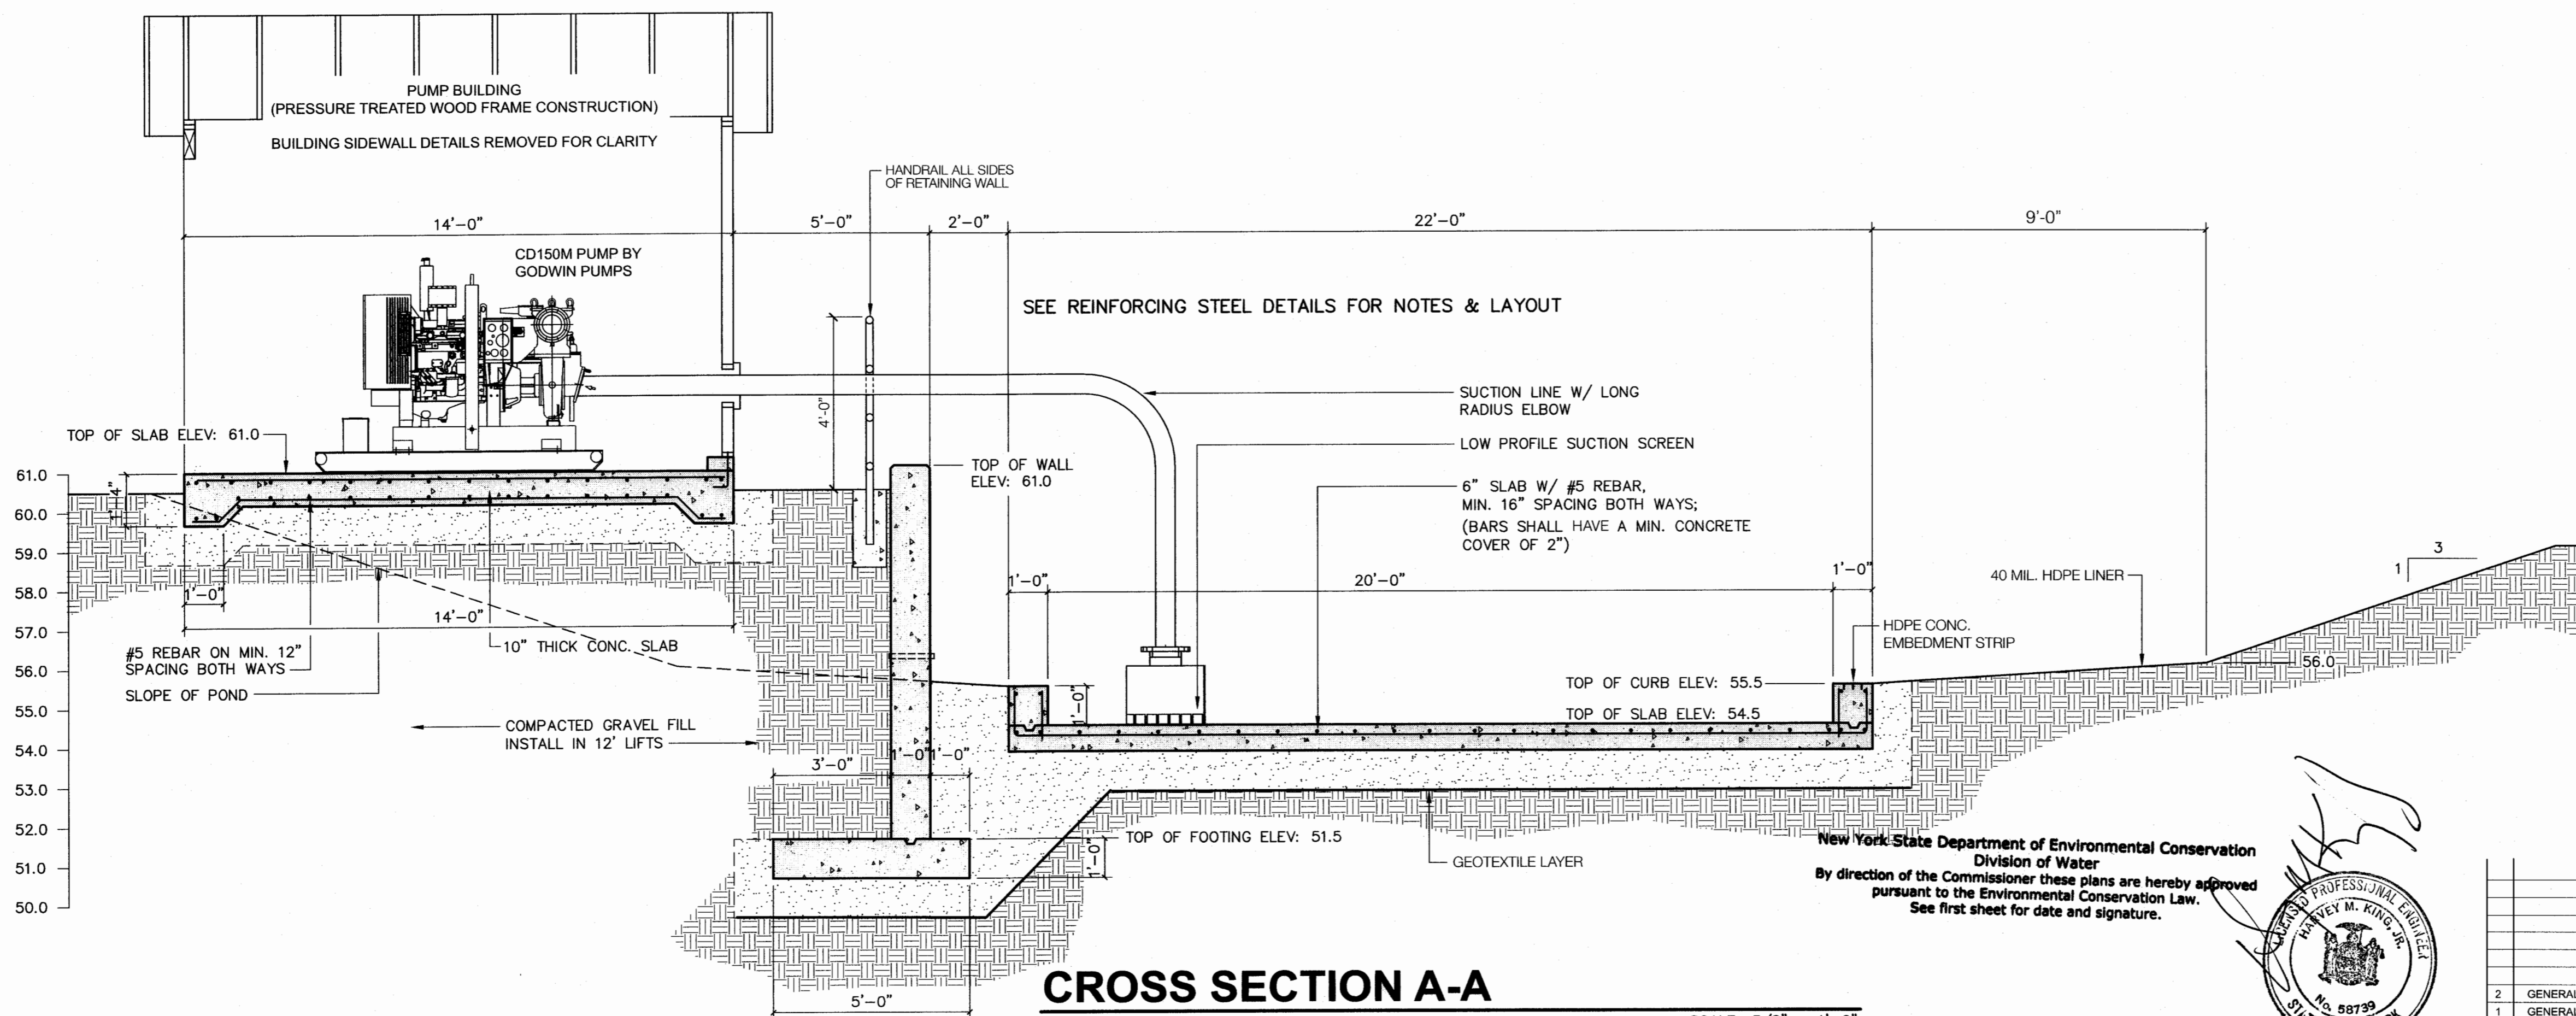 PUMP BUILDING
(PRESSURE TREATED WOOD FRAME CONSTRUCTION)
BUILDING SIDEWALL DETAILS REMOVED FOR CLARITY
HANDRAIL ALL SIDES
OF RETAINING WALL
14'-0"
5'-0"
2'-0"
22'-0"
9'-0"
CD150M PUMP BY
GODWIN PUMPS
SEE REINFORCING STEEL DETAILS FOR NOTES & LAYOUT
4'-0"
SUCTION LINE W/ LONG
RADIUS ELBOW
LOW PROFILE SUCTION SCREEN
TOP OF SLAB ELEV: 61.0
TOP OF WALL
ELEV: 61.0
6" SLAB W/ #5 REBAR,
MIN. 16" SPACING BOTH WAYS;
(BARS SHALL HAVE A MIN. CONCRETE
COVER OF 2")
61.0
60.0
59.0
58.0
57.0
56.0
55.0
54.0
53.0
52.0
51.0
50.0
1'-4"
1'-0"
14'-0"
#5 REBAR ON MIN. 12"
SPACING BOTH WAYS
10" THICK CONC. SLAB
SLOPE OF POND
COMPACTED GRAVEL FILL
INSTALL IN 12' LIFTS
1'-0"
20'-0"
1'-0"
3
1
40 MIL. HDPE LINER
HDPE CONC.
EMBEDMENT STRIP
56.0
TOP OF CURB ELEV: 55.5
TOP OF SLAB ELEV: 54.5
1'-0"
3'-0"
1'-0"
1'-0"
TOP OF FOOTING ELEV: 51.5
1'-0"
GEOTEXTILE LAYER
5'-0"
CROSS SECTION A-A
New York State Department of Environmental Conservation
Division of Water
By direction of the Commissioner these plans are hereby approved
pursuant to the Environmental Conservation Law.
See first sheet for date and signature.
LICENSED PROFESSIONAL ENGINEER
HARVEY M. KING, JR.
No. 58739
2 GENERAL
1 GENERAL